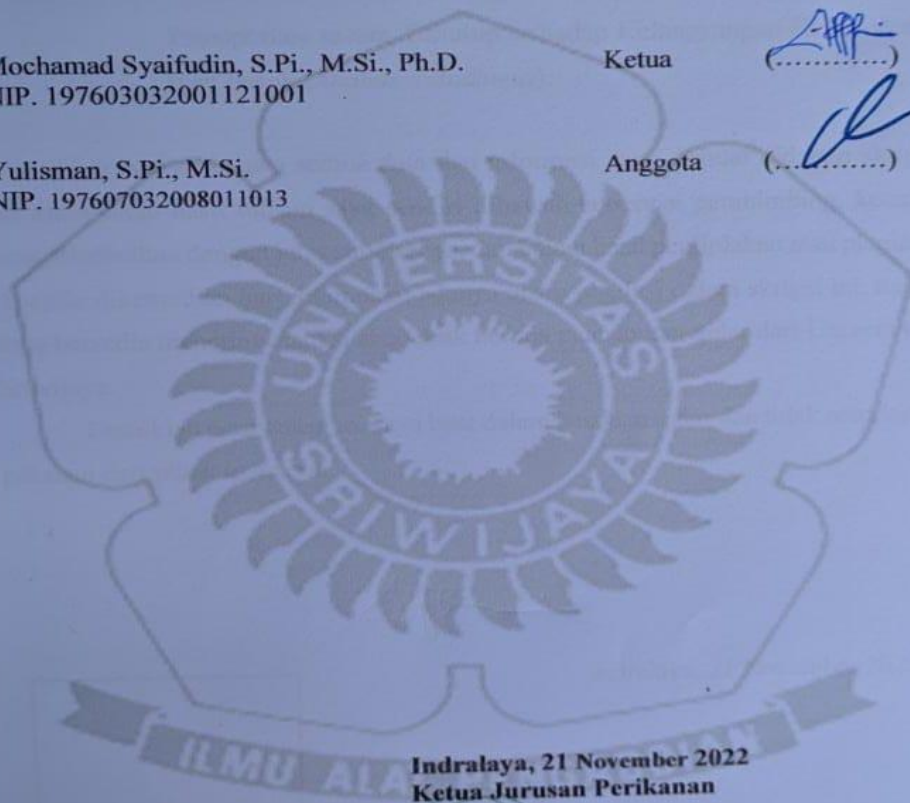 Mochamad Syaifudin, S.Pi., M.Si., Ph.D. Ketua (............)
NIP. 197603032001121001
Yulisman, S.Pi., M.Si. Anggota (............)
NIP. 197607032008011013
UNIVERSITAS
SRIWIJAYA
ILMU ALAT
Indralaya, 21 November 2022
Ketua Jurusan Perikanan